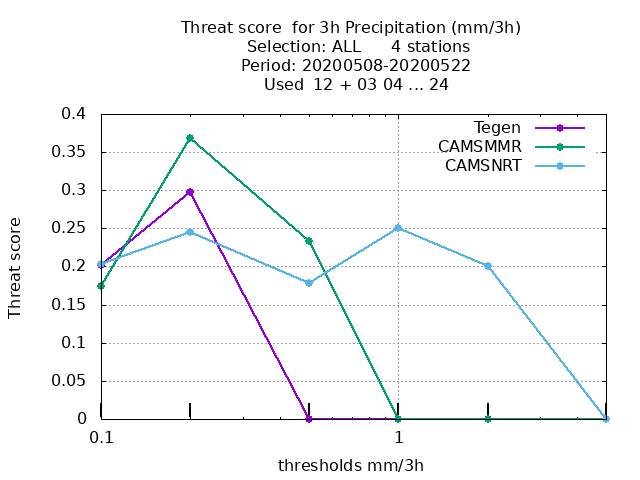 Threat score  for 3h Precipitation (mm/3h)
Selection: ALL      4 stations
Period: 20200508-20200522
Used  12 + 03 04 ... 24
Tegen
CAMSMMR
CAMSNRT
0.4
0.35
0.3
0.25
0.2
0.15
0.1
0.05
0
Threat score
0.1
1
thresholds mm/3h